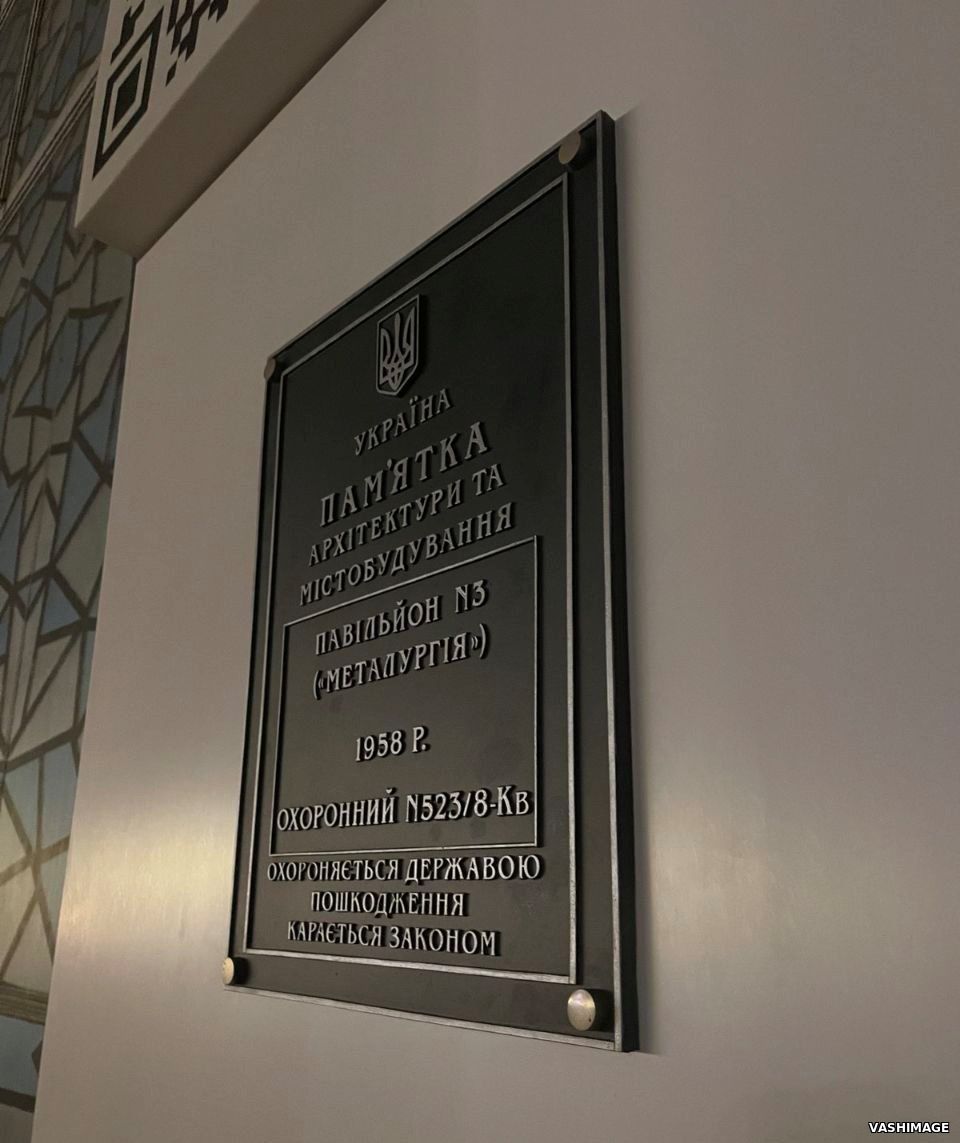 УКРАЇНА
ПАМ'ЯТКА
АРХІТЕКТУРИ ТА
МІСТОБУДУВАННЯ
ПАВІЛЬЙОН N3
(«МЕТАЛУРГІЯ»)
1958 Р.
ОХОРОННИЙ N523/8-Кв
ОХОРОНЯЄТЬСЯ ДЕРЖАВОЮ
ПОШКОДЖЕННЯ
КАРАЄТЬСЯ ЗАКОНОМ
VASHIMAGE